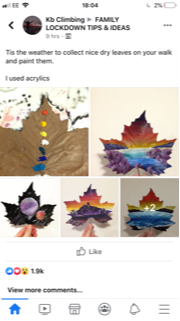 EE
18:04
2%
Kb Climbing ▸ FAMILY
LOCKDOWN TIPS & IDEAS
9 hrs ·
Tis the weather to collect nice dry leaves on your walk
and paint them.
I used acrylics
+2
Like
1.9k
View more comments...